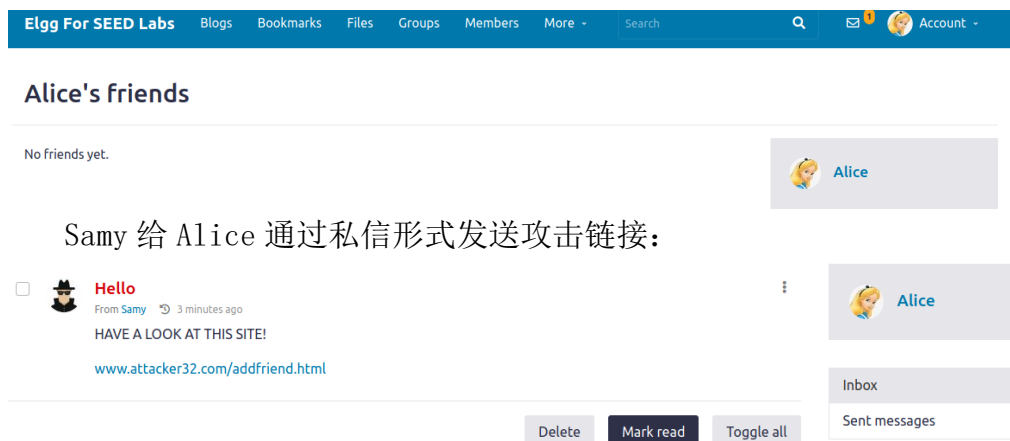 Elgg For SEED Labs Blogs Bookmarks Files Groups Members More Search 1 Account
Alice's friends
No friends yet.
Alice
Samy 给 Alice 通过私信形式发送攻击链接：
Hello
From Samy 3 minutes ago
HAVE A LOOK AT THIS SITE!
www.attacker32.com/addfriend.html
Alice
Inbox
Sent messages
Delete Mark read Toggle all